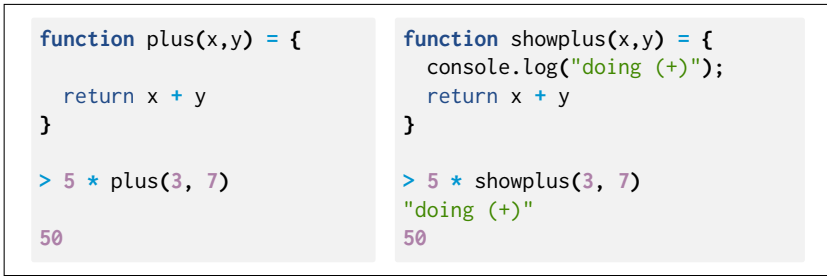 function plus(x,y) = {
  return x + y
}
> 5 * plus(3, 7)
50
function showplus(x,y) = {
  console.log("doing (+)");
  return x + y
}
> 5 * showplus(3, 7)
"doing (+)"
50